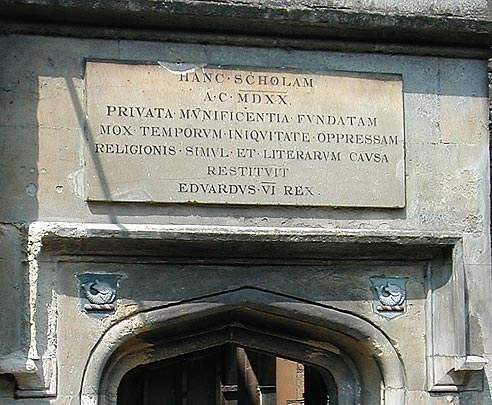 HANC·SCHOLAM
A·C·MDXX
PRIVATA·MVNIFICENTIA·FVNDATAM
MOX·TEMPORVM·INIQVITATE·OPPRESSAM
RELIGIONIS·SIMVL·ET·LITERARVM·CAVSA
RESTITVIT
EDVARDVS·VI REX